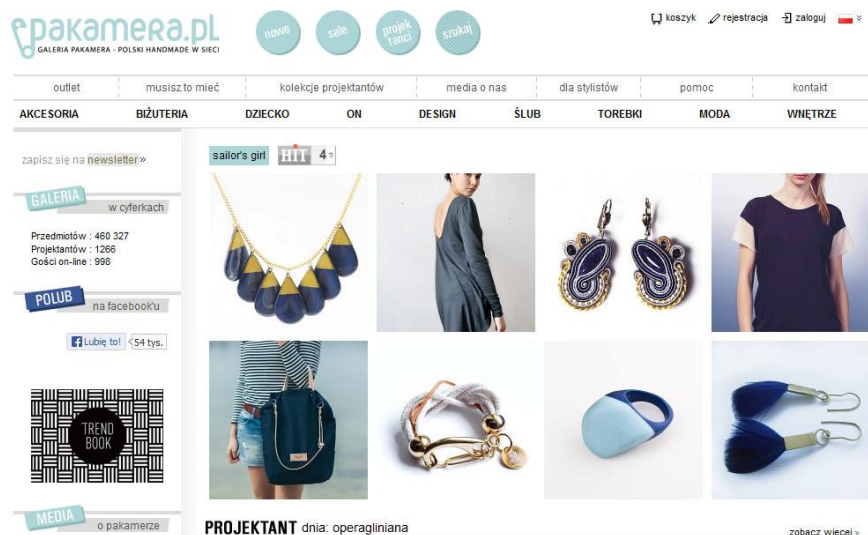 pakamera.pl
GALERIA PAKAMERA - POLSKI HANDMADE W SIECI
nowe
sale
projek
tanci
szukaj
koszyk
rejestracja
zaloguj
outlet
musisz to mieć
kolekcje projektantów
media o nas
dla stylistów
pomoc
kontakt
AKCESORIA
BIŻUTERIA
DZIECKO
ON
DESIGN
ŚLUB
TOREBKI
MODA
WNĘTRZE
zapisz się na newsletter »
GALERIA
w cyferkach
Przedmiotów : 460 327
Projektantów : 1266
Gości on-line : 998
POLUB
na facebook'u
Lubię to! 54 tys.
TREND
BOOK
MEDIA
o pakamerze
sailor's girl
HIT 4 ?
PROJEKTANT dnia: operagliniana
zobacz więcej »